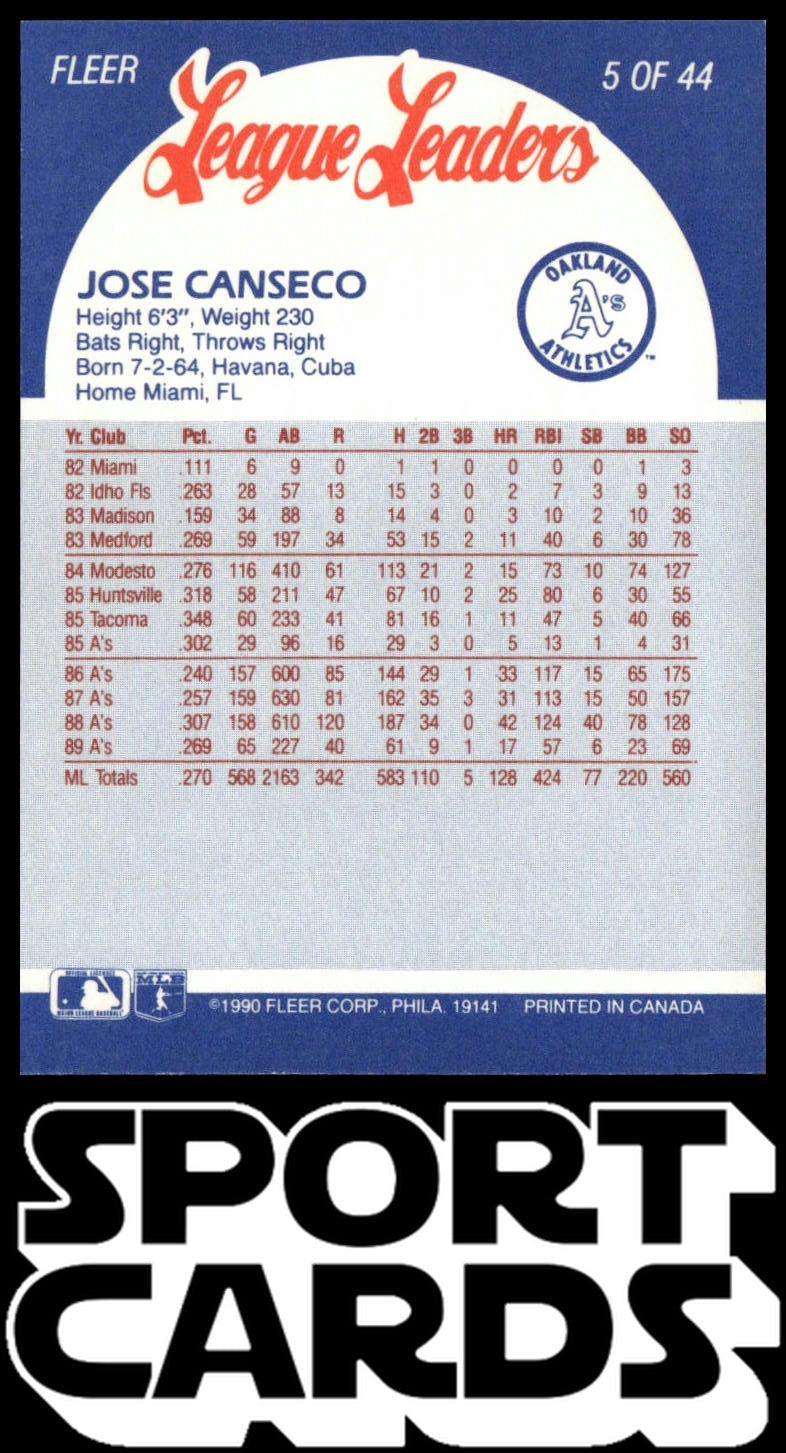 FLEER
5 OF 44
League Leaders
OAKLAND
A's
ATHLETICS
™
JOSE CANSECO
Height 6'3", Weight 230
Bats Right, Throws Right
Born 7-2-64, Havana, Cuba
Home Miami, FL
Yr. Club Pct. G AB R H 2B 3B HR RBI SB BB SO
82 Miami .111 6 9 0 1 1 0 0 0 0 1 3
82 Idho Fls .263 28 57 13 15 3 0 2 7 3 9 13
83 Madison .159 34 88 8 14 4 0 3 10 2 10 36
83 Medford .269 59 197 34 53 15 2 11 40 6 30 78
84 Modesto .276 116 410 61 113 21 2 15 73 10 74 127
85 Huntsville .318 58 211 47 67 10 2 25 80 6 30 55
85 Tacoma .348 60 233 41 81 16 1 11 47 5 40 66
85 A's .302 29 96 16 29 3 0 5 13 1 4 31
86 A's .240 157 600 85 144 29 1 33 117 15 65 175
87 A's .257 159 630 81 162 35 3 31 113 15 50 157
88 A's .307 158 610 120 187 34 0 42 124 40 78 128
89 A's .269 65 227 40 61 9 1 17 57 6 23 69
ML Totals .270 568 2163 342 583 110 5 128 424 77 220 560
OFFICIAL LICENSEE
MAJOR LEAGUE BASEBALL
MLB
©1990 FLEER CORP., PHILA. 19141 PRINTED IN CANADA
SPORT
CARDS